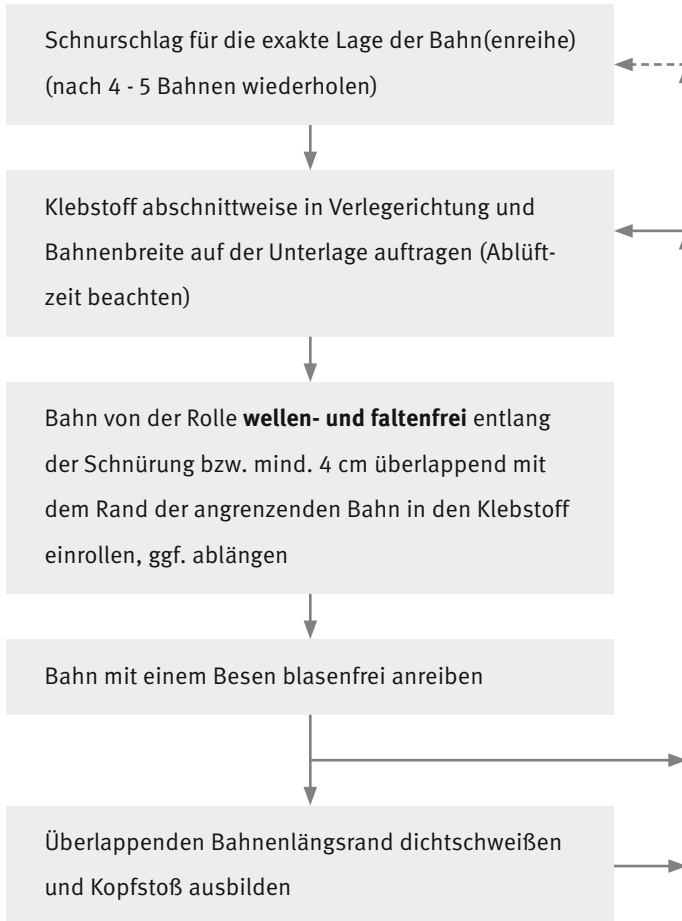 Schnurschlag für die exakte Lage der Bahn(enreihe)
(nach 4 - 5 Bahnen wiederholen)
Klebstoff abschnittweise in Verlegerichtung und
Bahnenbreite auf der Unterlage auftragen (Ablüft-
zeit beachten)
Bahn von der Rolle wellen- und faltenfrei entlang
der Schnürung bzw. mind. 4 cm überlappend mit
dem Rand der angrenzenden Bahn in den Klebstoff
einrollen, ggf. ablängen
Bahn mit einem Besen blasenfrei anreiben
Überlappenden Bahnenlängsrand dichtschweißen
und Kopfstoß ausbilden